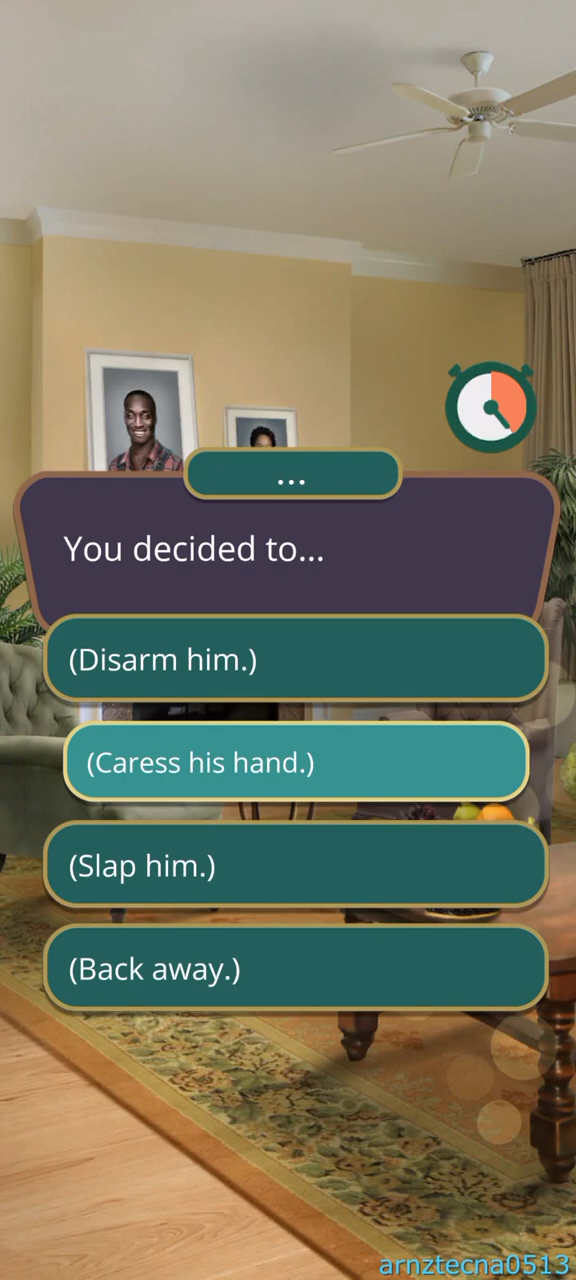 ...
You decided to...
(Disarm him.)
(Caress his hand.)
(Slap him.)
(Back away.)
arnztecna0513